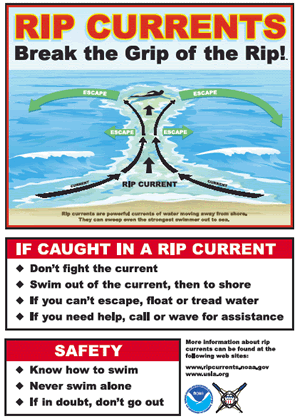 RIP CURRENTS
Break the Grip of the Rip!
ESCAPE
ESCAPE
ESCAPE
ESCAPE
CURRENT
CURRENT
RIP CURRENT
Rip currents are powerful currents of water moving away from shore.
They can sweep even the strongest swimmer out to sea.
IF CAUGHT IN A RIP CURRENT
◆ Don't fight the current
◆ Swim out of the current, then to shore
◆ If you can't escape, float or tread water
◆ If you need help, call or wave for assistance
SAFETY
◆ Know how to swim
◆ Never swim alone
◆ If in doubt, don't go out
More information about rip
currents can be found at the
following web sites:
www.ripcurrents.noaa.gov
www.usla.org